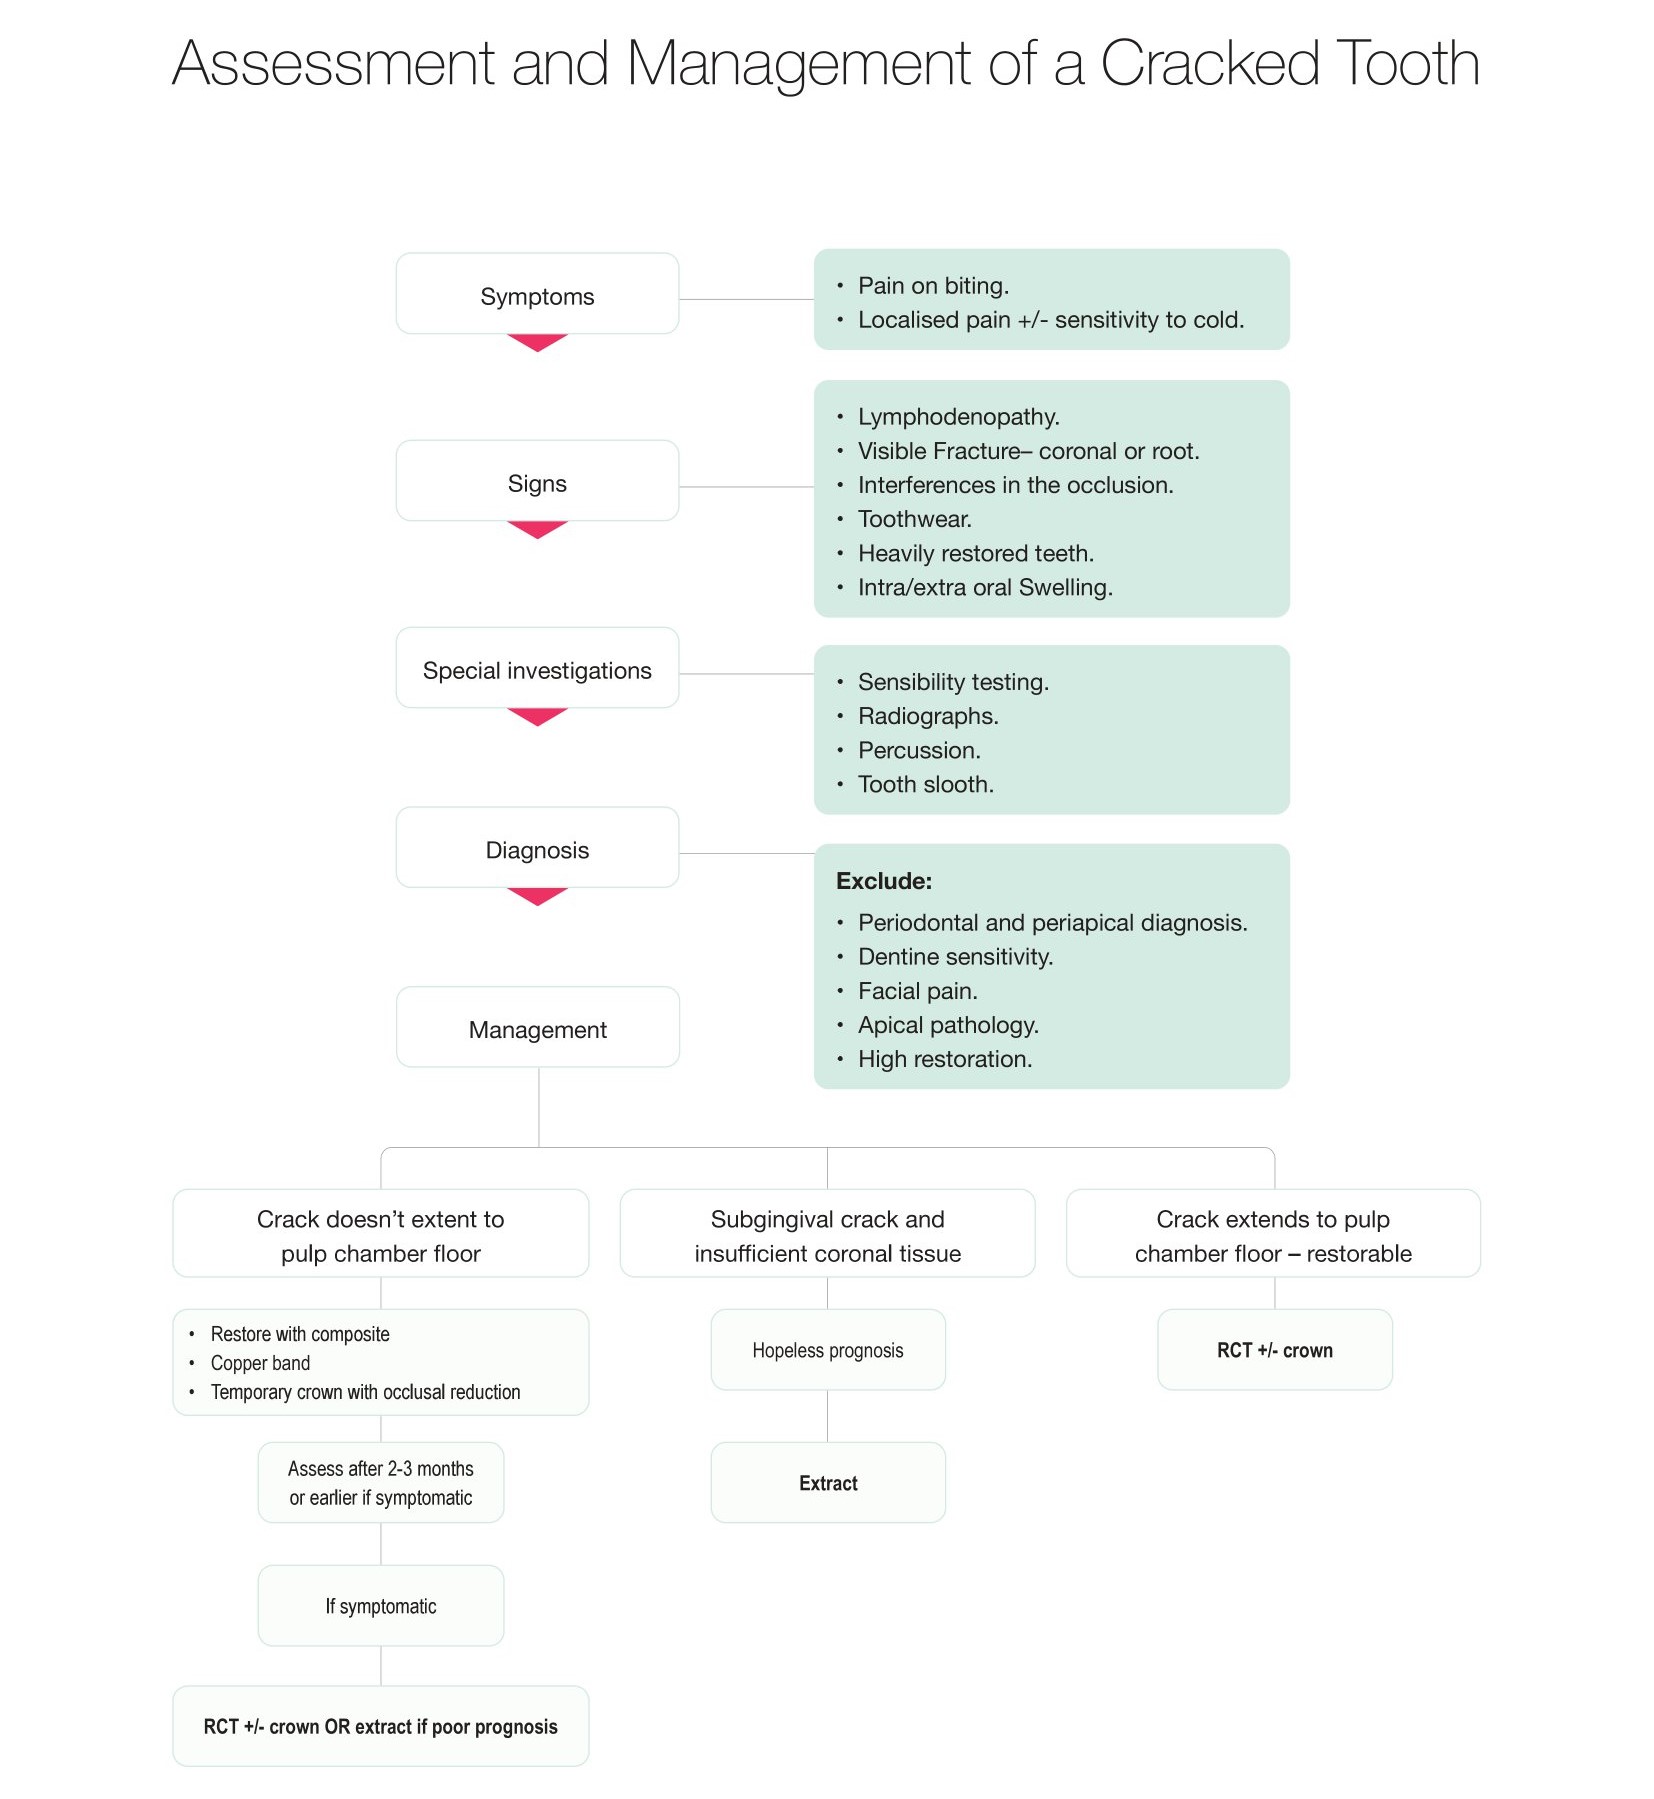 Assessment and Management of a Cracked Tooth
Symptoms
• Pain on biting.
• Localised pain +/- sensitivity to cold.
Signs
• Lymphodenopathy.
• Visible Fracture– coronal or root.
• Interferences in the occlusion.
• Toothwear.
• Heavily restored teeth.
• Intra/extra oral Swelling.
Special investigations
• Sensibility testing.
• Radiographs.
• Percussion.
• Tooth slooth.
Diagnosis
Exclude:
• Periodontal and periapical diagnosis.
• Dentine sensitivity.
• Facial pain.
• Apical pathology.
• High restoration.
Management
Crack doesn’t extent to
pulp chamber floor
• Restore with composite
• Copper band
• Temporary crown with occlusal reduction
Assess after 2-3 months
or earlier if symptomatic
If symptomatic
RCT +/- crown OR extract if poor prognosis
Subgingival crack and
insufficient coronal tissue
Hopeless prognosis
Extract
Crack extends to pulp
chamber floor – restorable
RCT +/- crown